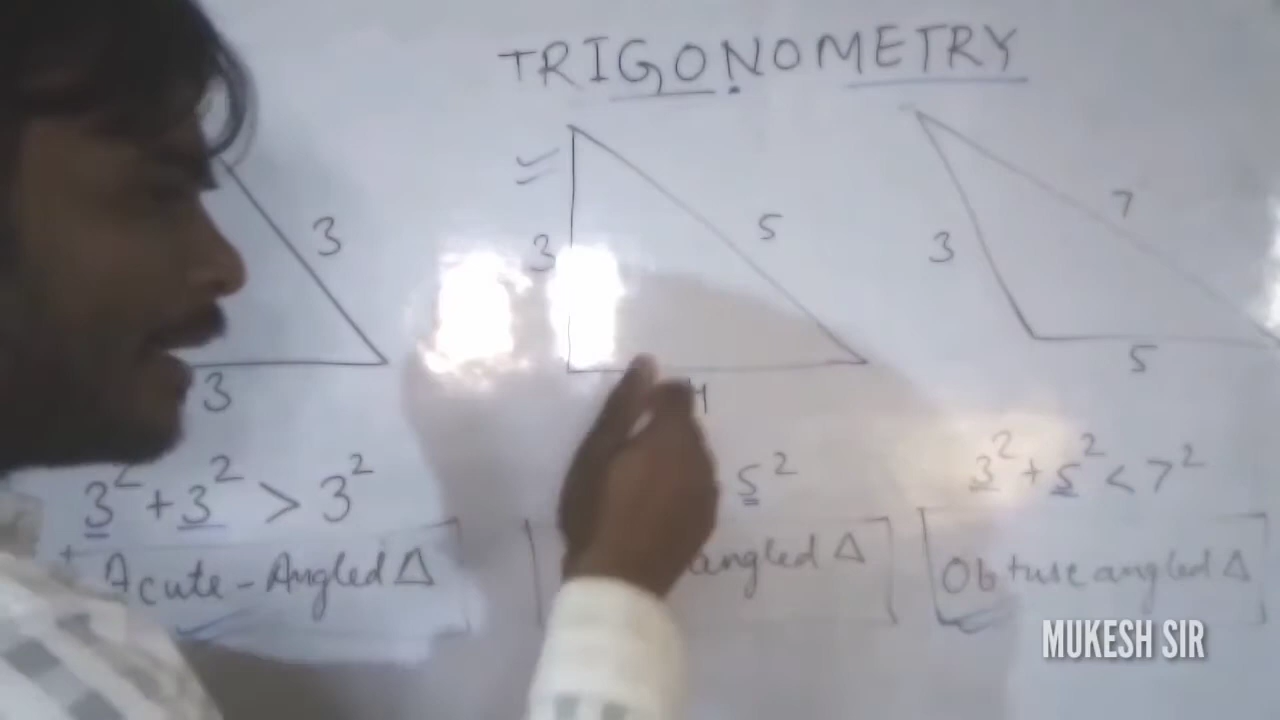 TRIGONOMETRY
3
3
3
4
5
3
5
7
3² + 3² > 3²
5²
3² + 5² < 7²
Acute-Angled Δ
angled Δ
Obtuse angled Δ
MUKESH SIR